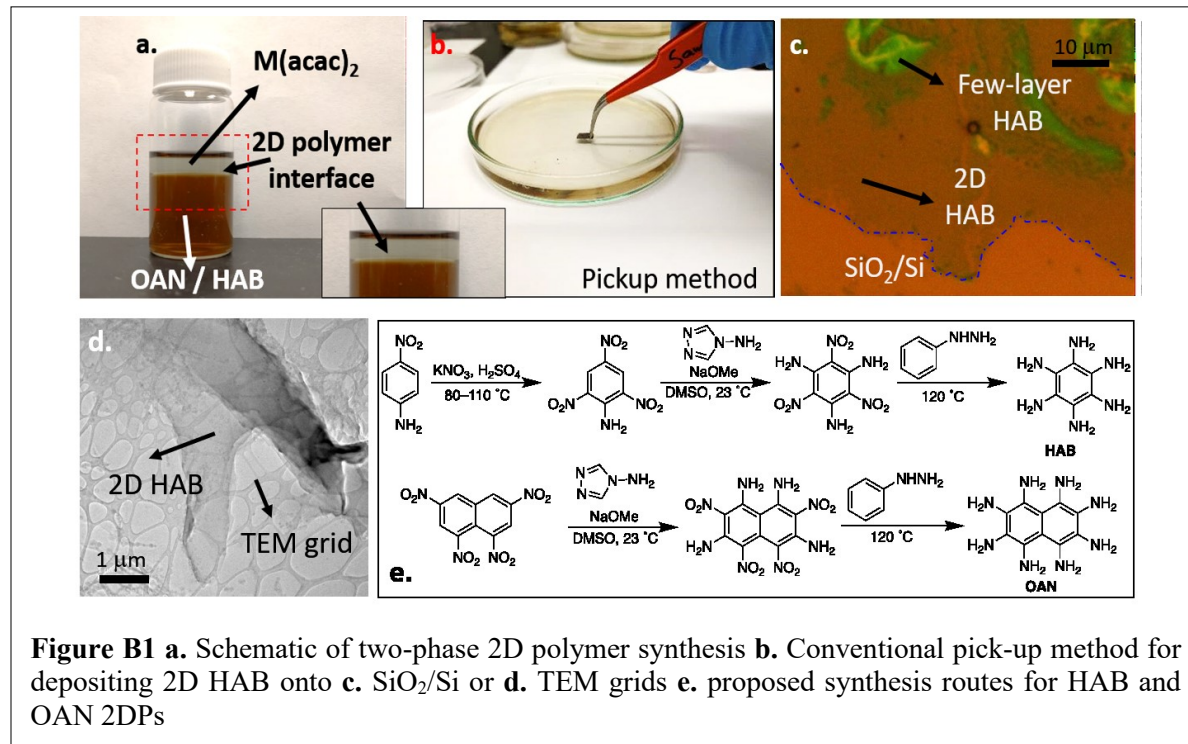 a.
M(acac)₂
2D polymer
interface
OAN / HAB
b.
Pickup method
c.
10 µm
Few-layer
HAB
2D
HAB
SiO₂/Si
d.
2D HAB
TEM grid
1 µm
NO₂
NH₂
KNO₃, H₂SO₄
80–110 ˚C
NO₂
O₂N
NO₂
NH₂
N
N
N–NH₂
NaOMe
DMSO, 23 ˚C
NO₂
H₂N
NH₂
O₂N
NO₂
NH₂
NHNH₂
120 ˚C
NH₂
H₂N
NH₂
H₂N
NH₂
NH₂
HAB
O₂N
NO₂
NO₂ NO₂
N
N
N–NH₂
NaOMe
DMSO, 23 ˚C
NH₂ NH₂
O₂N
NO₂
H₂N
NH₂
NO₂ NO₂
NHNH₂
120 ˚C
NH₂ NH₂
H₂N
NH₂
H₂N
NH₂
NH₂ NH₂
OAN
e.
Figure B1 a. Schematic of two-phase 2D polymer synthesis b. Conventional pick-up method for
depositing 2D HAB onto c. SiO₂/Si or d. TEM grids e. proposed synthesis routes for HAB and
OAN 2DPs